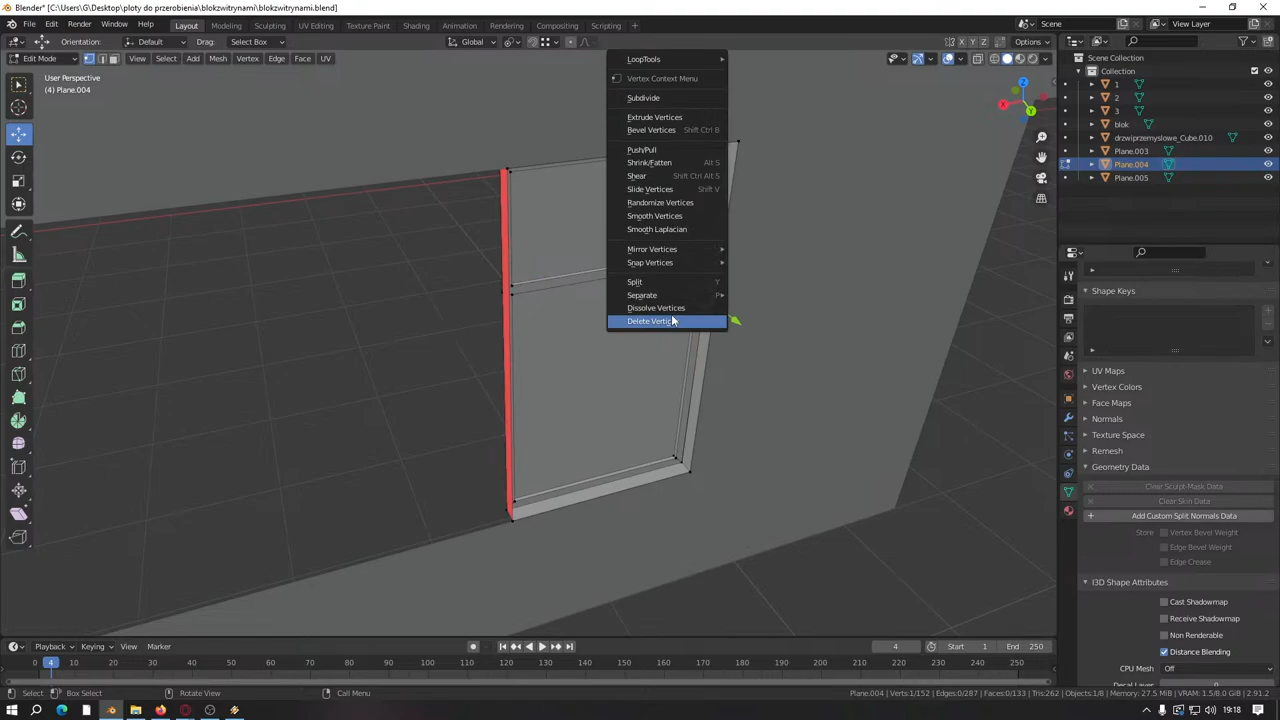 Blender* [C:\Users\G\Desktop\ploty do przerobienia\blokzwitrynami\blokzwitrynami.blend]
File Edit Render Window Help Layout Modeling Sculpting UV Editing Texture Paint Shading Animation Rendering Compositing Scripting Scene View Layer
Orientation: Default Drag: Select Box Global X Y Z Options
Edit Mode View Select Add Mesh Vertex Edge Face UV
User Perspective
(4) Plane.004
LoopTools
Vertex Context Menu
Subdivide
Extrude Vertices
Bevel Vertices Shift Ctrl B
Push/Pull
Shrink/Fatten Alt S
Shear Shift Ctrl Alt S
Slide Vertices Shift V
Randomize Vertices
Smooth Vertices
Smooth Laplacian
Mirror Vertices
Snap Vertices
Split Y
Separate P
Dissolve Vertices
X
Y
Z
Scene Collection
Collection
1
2
3
blok
drzwiprzemyslowe_Cube.010
Plane.003
Plane.004
Plane.005
Shape Keys
UV Maps
Vertex Colors
Face Maps
Normals
Texture Space
Remesh
Geometry Data
Clear Sculpt-Mask Data
Clear Skin Data
Add Custom Split Normals Data
Store Vertex Bevel Weight
Edge Bevel Weight
Edge Crease
I3D Shape Attributes
Cast Shadowmap
Receive Shadowmap
Non Renderable
Distance Blending
CPU Mesh Off
Playback Keying View Marker 4 Start 1 End 250
0 4 10 20 30 40 50 60 70 80 90 100 110 120 130 140 150 160 170 180 190 200 210 220 230 240 250
Select Box Select Rotate View Call Menu Plane.004 | Verts:1/152 | Edges:0/287 | Faces:0/133 | Tris:262 | Objects:1/8 | Memory: 27.5 MiB | VRAM: 1.5/8.0 GiB | 2.91.2
19:18